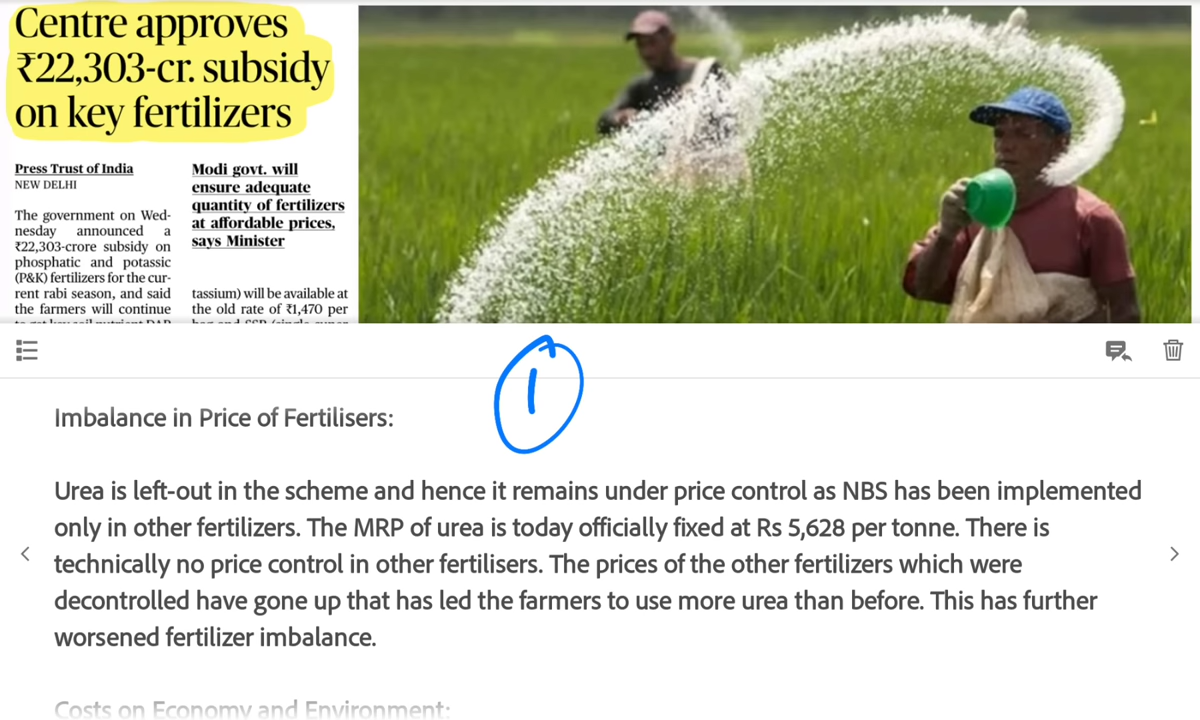 Centre approves
₹22,303-cr. subsidy
on key fertilizers
Press Trust of India
NEW DELHI
The government on Wed-
nesday announced a
₹22,303-crore subsidy on
phosphatic and potassic
(P&K) fertilizers for the cur-
rent rabi season, and said
the farmers will continue
Modi govt. will
ensure adequate
quantity of fertilizers
at affordable prices,
says Minister
tassium) will be available at
the old rate of ₹1,470 per
1
Imbalance in Price of Fertilisers:
Urea is left-out in the scheme and hence it remains under price control as NBS has been implemented
only in other fertilizers. The MRP of urea is today officially fixed at Rs 5,628 per tonne. There is
technically no price control in other fertilisers. The prices of the other fertilizers which were
decontrolled have gone up that has led the farmers to use more urea than before. This has further
worsened fertilizer imbalance.
Costs on Economy and Environment: